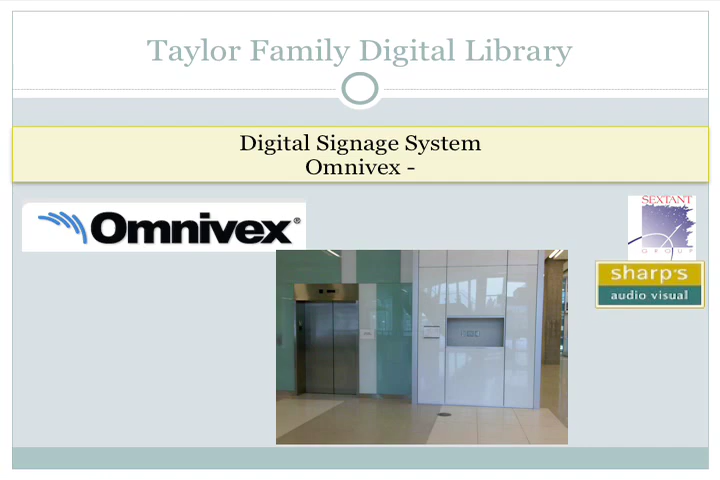 Taylor Family Digital Library
Digital Signage System
Omnivex -
Omnivex®
SEXTANT
GROUP
sharp's
audio visual